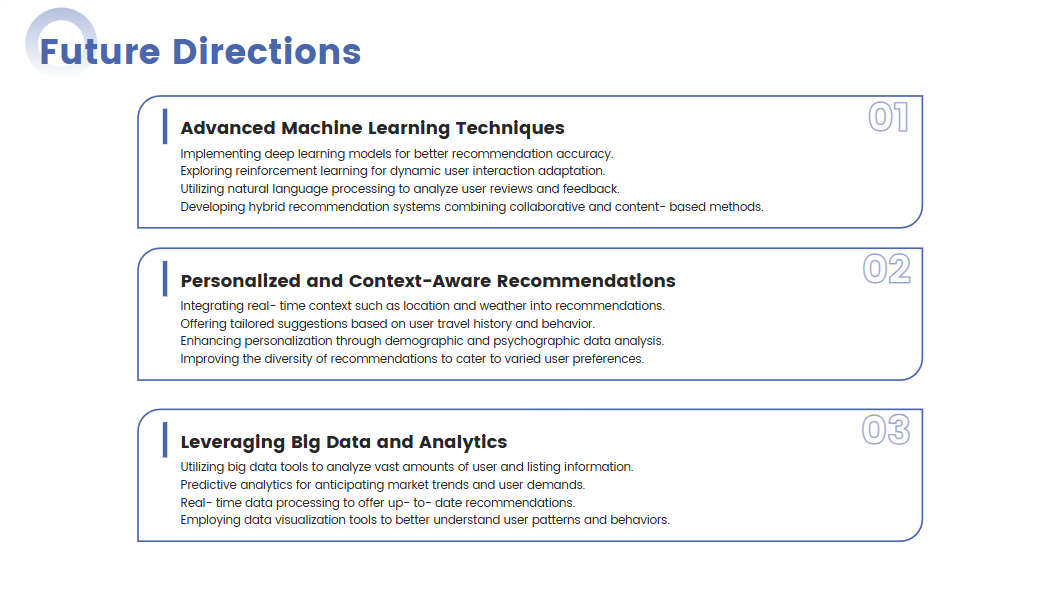 Future Directions
01
Advanced Machine Learning Techniques
Implementing deep learning models for better recommendation accuracy.
Exploring reinforcement learning for dynamic user interaction adaptation.
Utilizing natural language processing to analyze user reviews and feedback.
Developing hybrid recommendation systems combining collaborative and content- based methods.
02
Personalized and Context-Aware Recommendations
Integrating real- time context such as location and weather into recommendations.
Offering tailored suggestions based on user travel history and behavior.
Enhancing personalization through demographic and psychographic data analysis.
Improving the diversity of recommendations to cater to varied user preferences.
03
Leveraging Big Data and Analytics
Utilizing big data tools to analyze vast amounts of user and listing information.
Predictive analytics for anticipating market trends and user demands.
Real- time data processing to offer up- to- date recommendations.
Employing data visualization tools to better understand user patterns and behaviors.